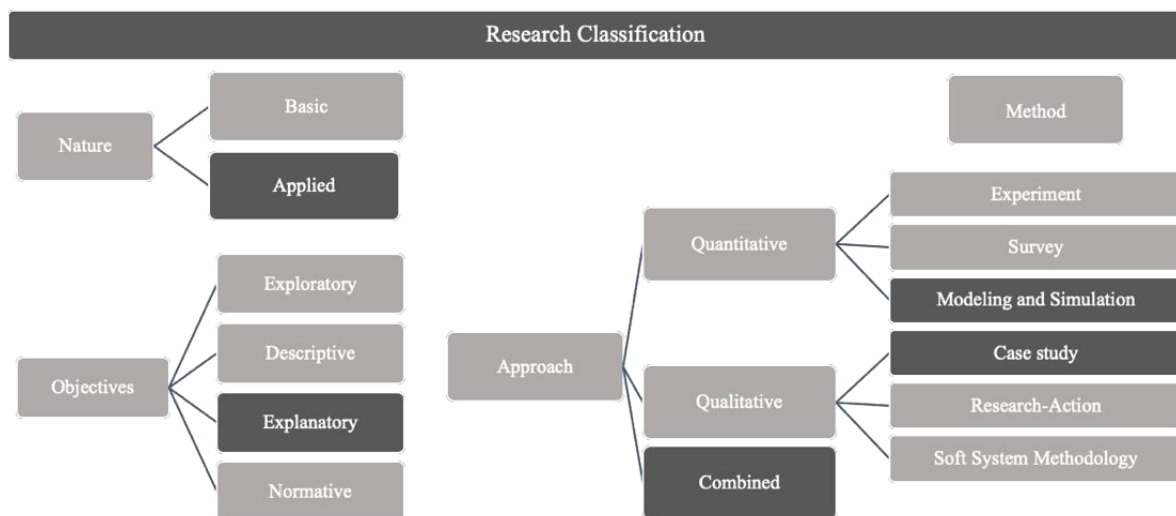 Research Classification
Nature
Basic
Applied
Objectives
Exploratory
Descriptive
Explanatory
Normative
Approach
Quantitative
Qualitative
Combined
Method
Experiment
Survey
Modeling and Simulation
Case study
Research-Action
Soft System Methodology